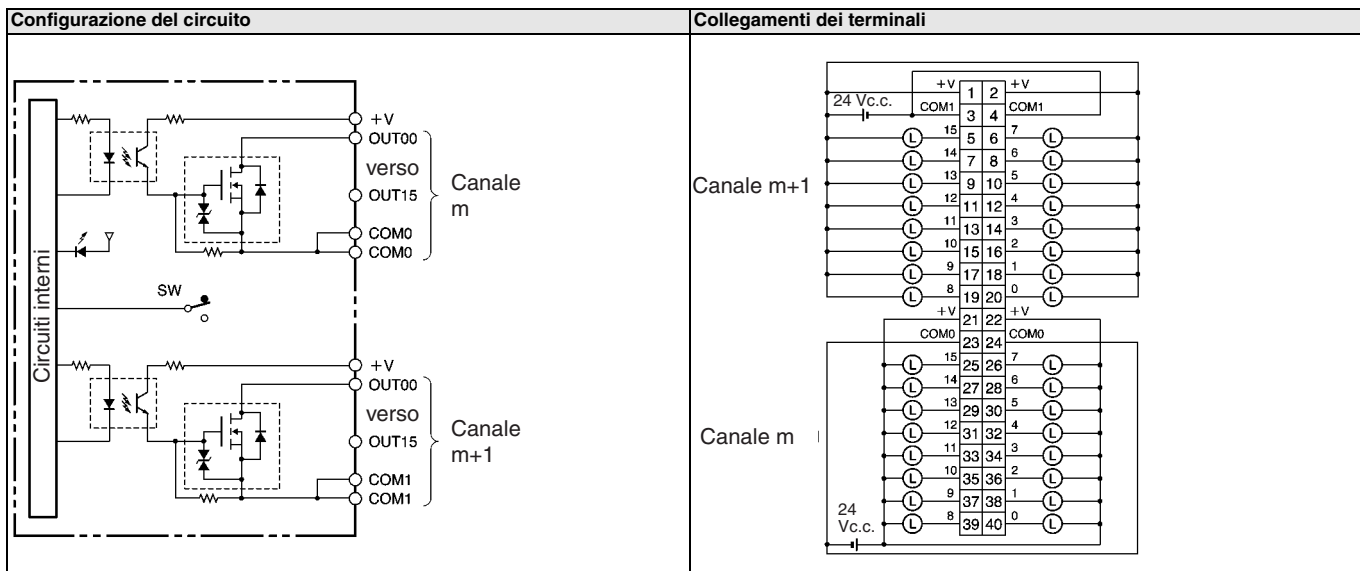 Configurazione del circuito
Collegamenti dei terminali
Circuiti interni
+V
OUT00
verso
OUT15
COM0
COM0
Canale
m
SW
+V
OUT00
verso
OUT15
COM1
COM1
Canale
m+1
24 Vc.c.
+V 1 2 +V
COM1 3 4 COM1
Canale m+1
L 15 5 6 7 L
L 14 7 8 6 L
L 13 9 10 5 L
L 12 11 12 4 L
L 11 13 14 3 L
L 10 15 16 2 L
L 9 17 18 1 L
L 8 19 20 0 L
+V 21 22 +V
COM0 23 24 COM0
Canale m
L 15 25 26 7 L
L 14 27 28 6 L
L 13 29 30 5 L
L 12 31 32 4 L
L 11 33 34 3 L
L 10 35 36 2 L
L 9 37 38 1 L
L 8 39 40 0 L
24
Vc.c.